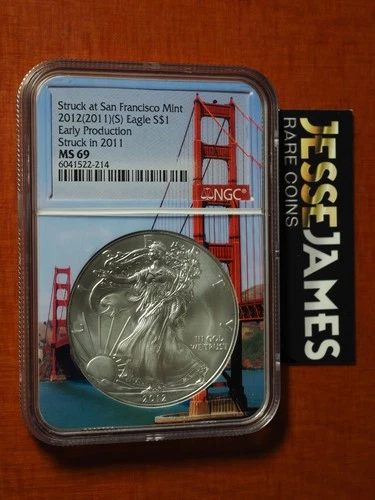 Struck at San Francisco Mint
2012(2011)(S) Eagle S$1
Early Production
Struck in 2011
MS 69
6041522-214
NGC
IN GOD
WE TRUST
2012
JESSE JAMES
RARE COINS